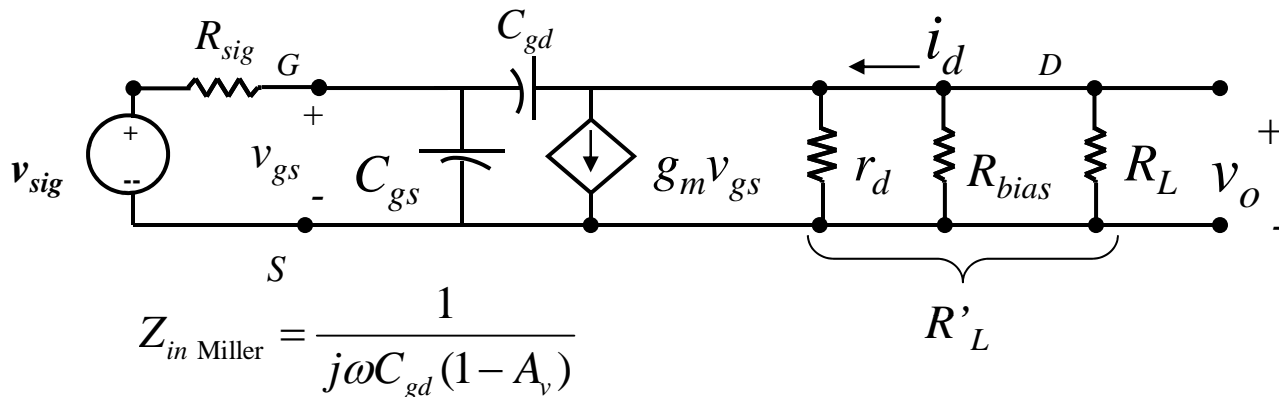 C_gd
R_sig
G
i_d
D
+
+
v_sig
--
v_gs
-
C_gs
g_m v_gs
r_d
R_bias
R_L
+
v_o
-
S
R’_L
Z_in Miller = 1 / jωC_gd(1 − A_v)